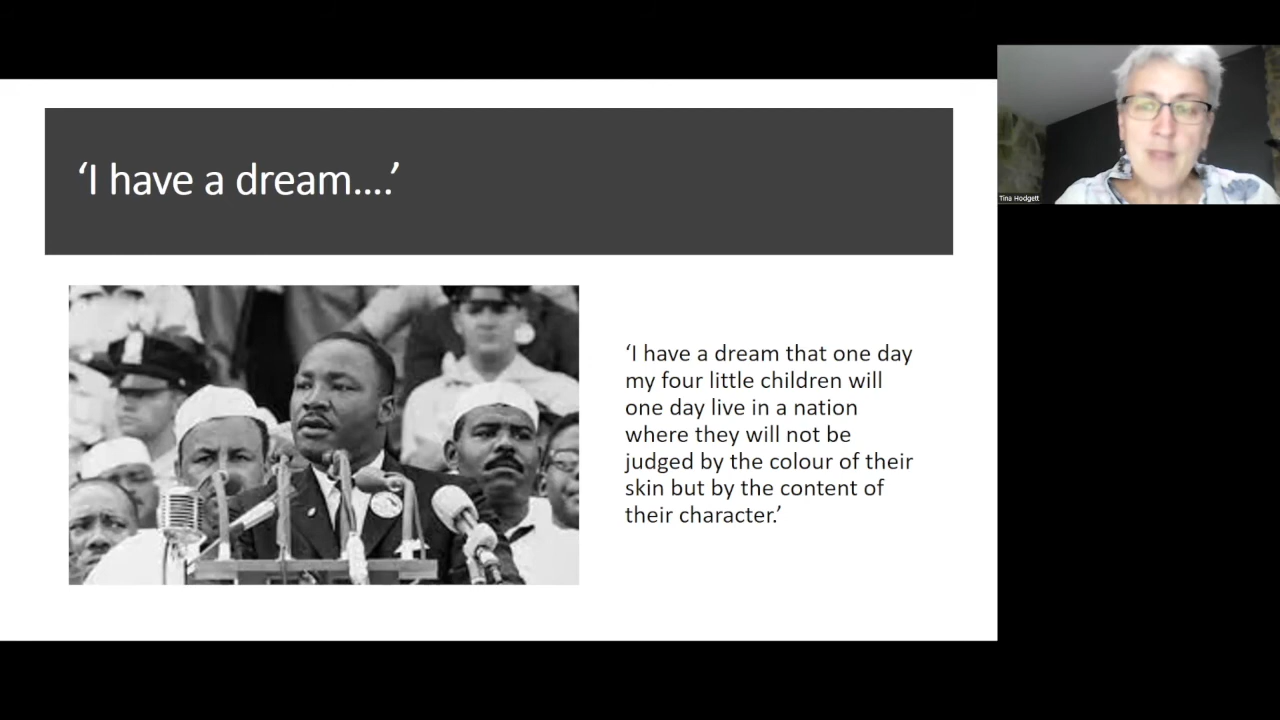 ‘I have a dream....’
‘I have a dream that one day
my four little children will
one day live in a nation
where they will not be
judged by the colour of their
skin but by the content of
their character.’
Tina Hodgett